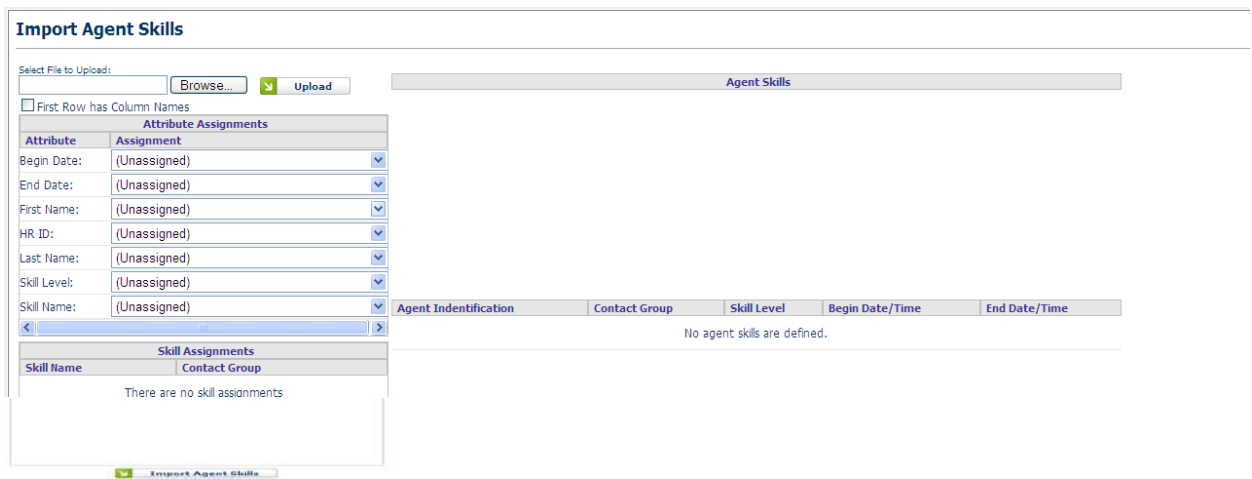 Import Agent Skills
Select File to Upload:
Browse... Upload
First Row has Column Names
Attribute Assignments
Attribute Assignment
Begin Date: (Unassigned)
End Date: (Unassigned)
First Name: (Unassigned)
HR ID: (Unassigned)
Last Name: (Unassigned)
Skill Level: (Unassigned)
Skill Name: (Unassigned)
Skill Assignments
Skill Name Contact Group
There are no skill assignments
Import Agent Skills
Agent Skills
Agent Indentification Contact Group Skill Level Begin Date/Time End Date/Time
No agent skills are defined.